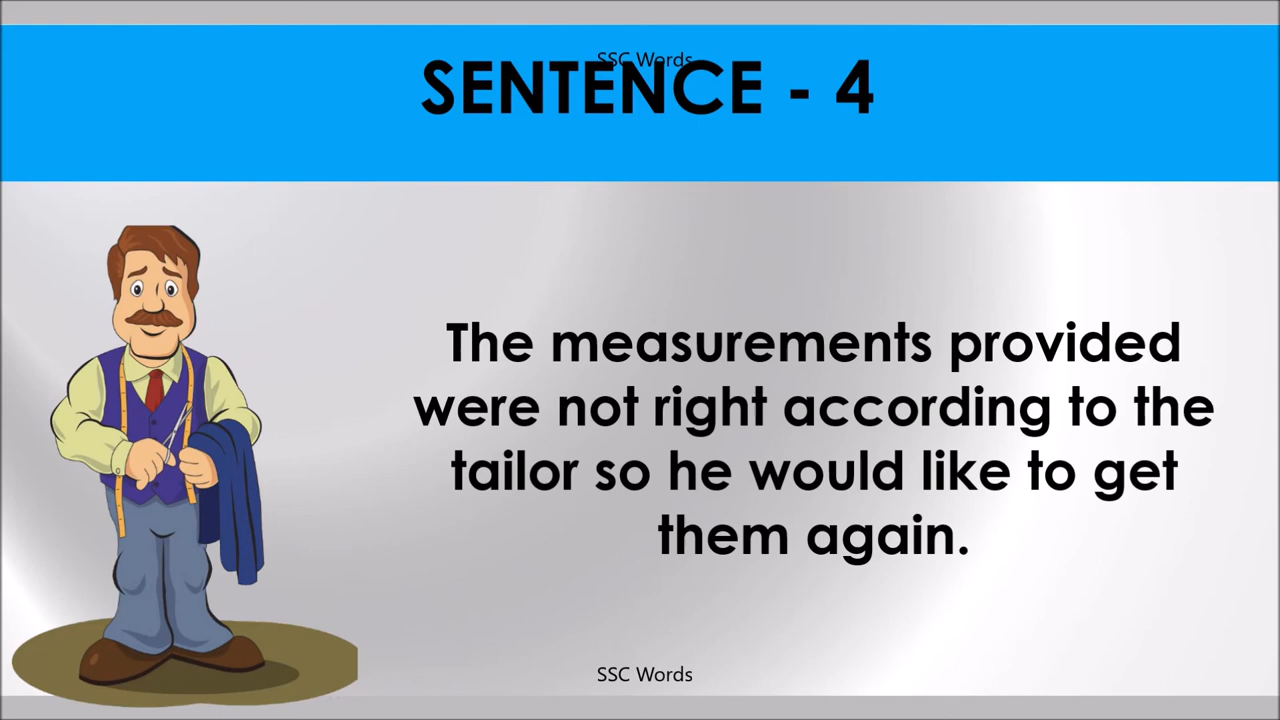 SSC Words
SENTENCE - 4
The measurements provided
were not right according to the
tailor so he would like to get
them again.
SSC Words